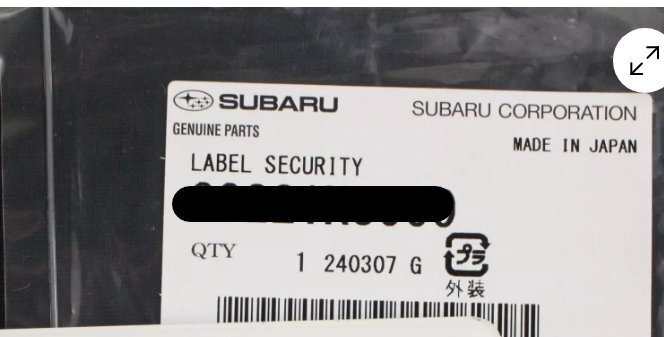 SUBARU
SUBARU CORPORATION
GENUINE PARTS
MADE IN JAPAN
LABEL SECURITY
QTY 1 240307 G
プラ
外装